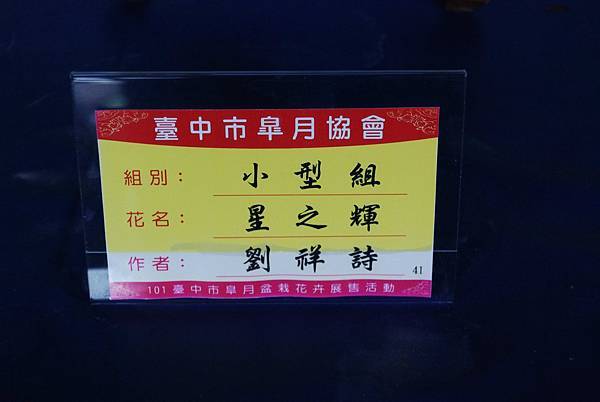 臺中市皐月協會
組別： 小型組
花名： 星之輝
作者： 劉祥詩
41
101臺中市皐月盆栽花卉展售活動